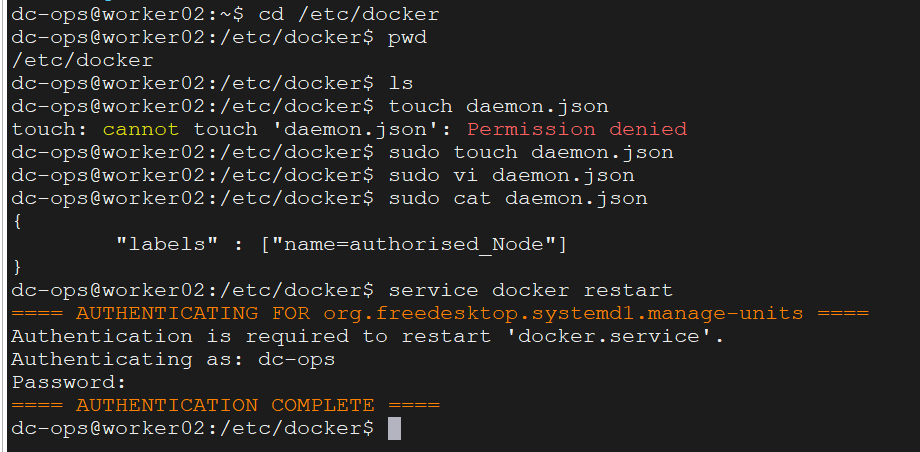 dc-ops@worker02:~$ cd /etc/docker
dc-ops@worker02:/etc/docker$ pwd
/etc/docker
dc-ops@worker02:/etc/docker$ ls
dc-ops@worker02:/etc/docker$ touch daemon.json
touch: cannot touch 'daemon.json': Permission denied
dc-ops@worker02:/etc/docker$ sudo touch daemon.json
dc-ops@worker02:/etc/docker$ sudo vi daemon.json
dc-ops@worker02:/etc/docker$ sudo cat daemon.json
{
        "labels" : ["name=authorised_Node"]
}
dc-ops@worker02:/etc/docker$ service docker restart
==== AUTHENTICATING FOR org.freedesktop.systemd1.manage-units ====
Authentication is required to restart 'docker.service'.
Authenticating as: dc-ops
Password:
==== AUTHENTICATION COMPLETE ====
dc-ops@worker02:/etc/docker$